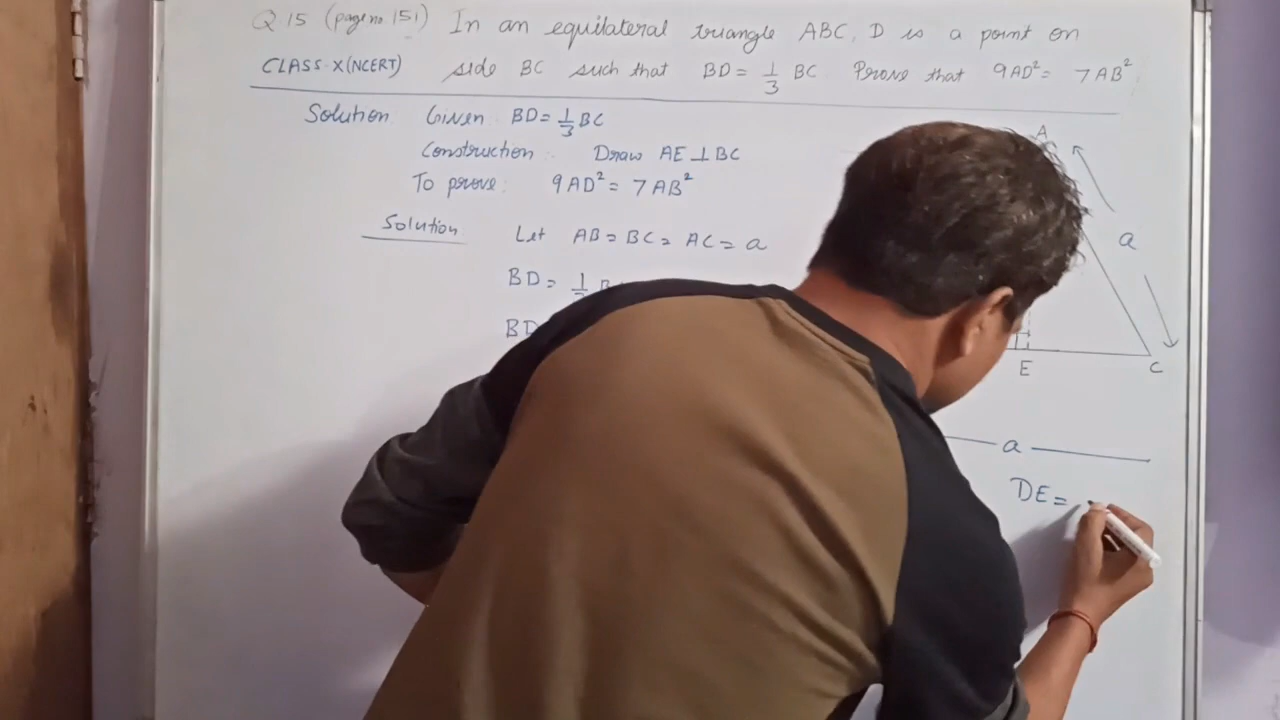 Q.15 (page no. 151) In an equilateral triangle ABC, D is a point on
CLASS-X (NCERT) side BC such that BD = 1/3 BC Prove that 9AD² = 7AB²
Solution: Given BD = 1/3 BC
Construction: Draw AE ⊥ BC
To prove: 9AD² = 7AB²
Solution Let AB = BC = AC = a
BD = 1/3
BD
A
a
E C
a
DE =